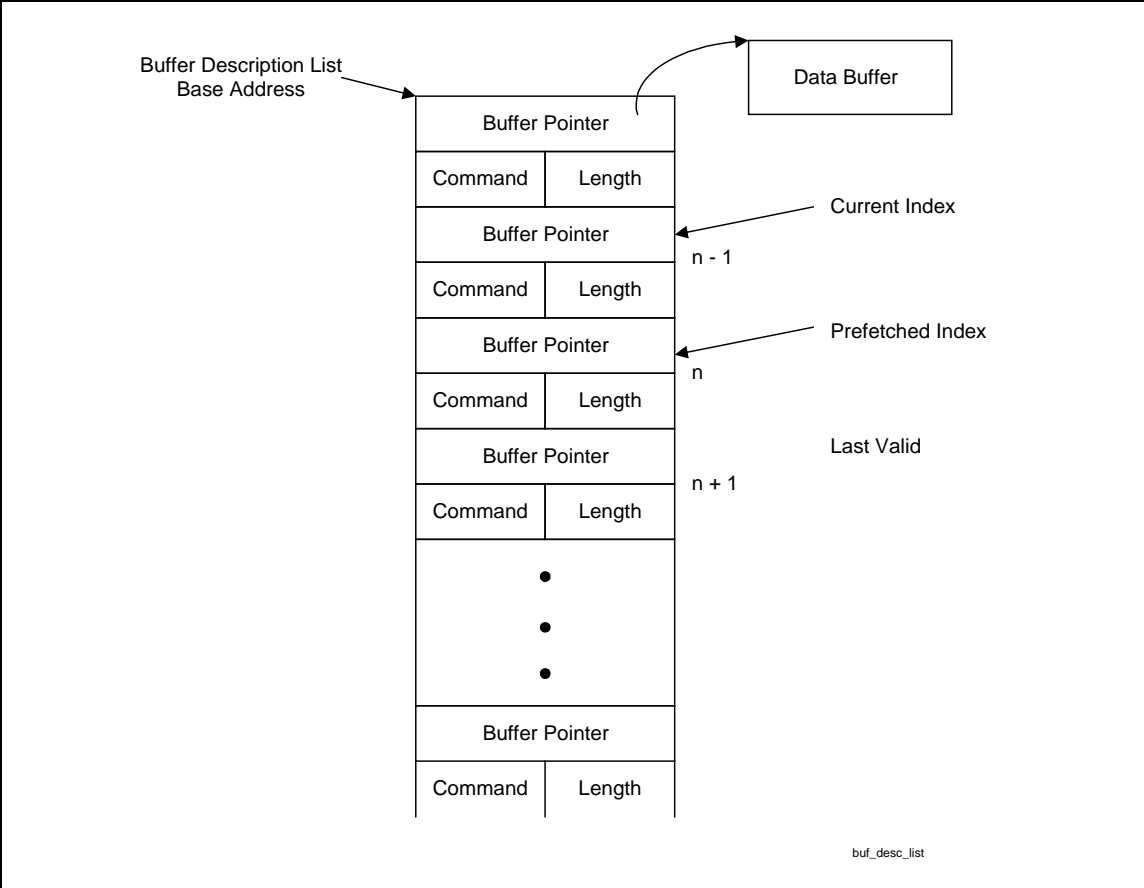 Buffer Description List
Base Address
Data Buffer
Buffer Pointer
Command Length
Buffer Pointer
Current Index
n - 1
Command Length
Buffer Pointer
Prefetched Index
n
Command Length
Buffer Pointer
Last Valid
n + 1
Command Length
Buffer Pointer
Command Length
buf_desc_list